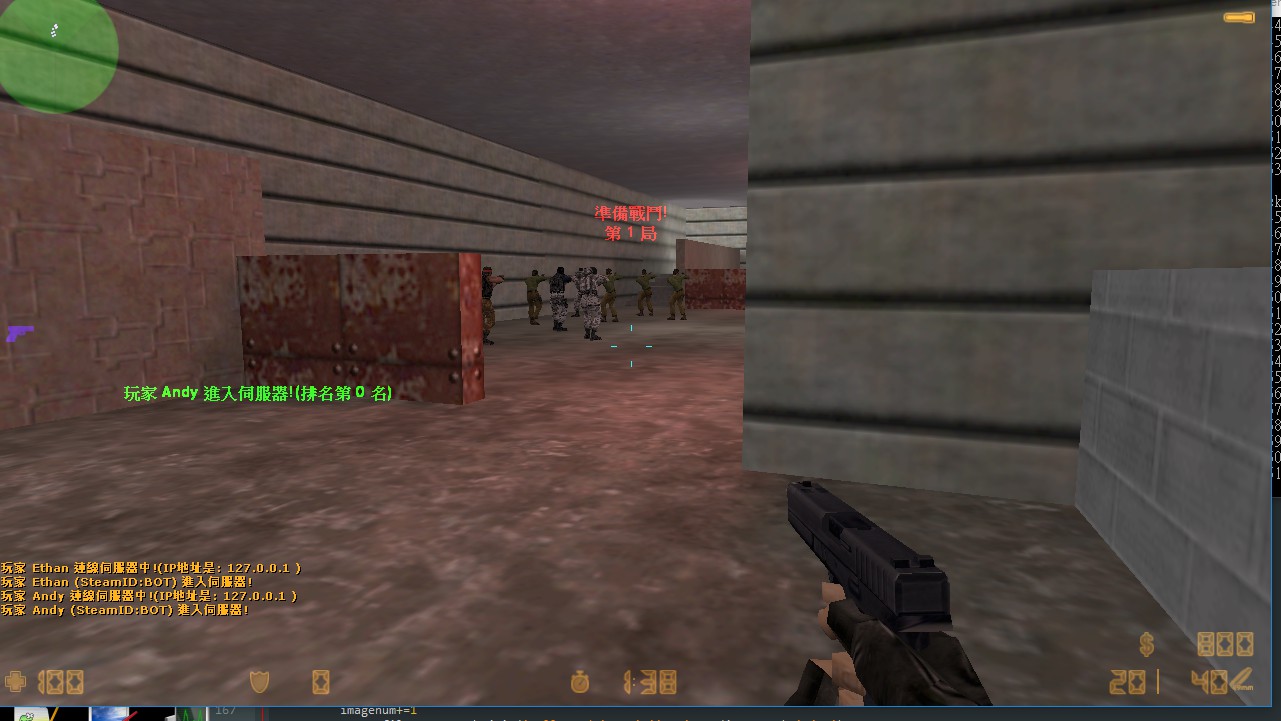 準備戰鬥!
第 1 局
玩家 Andy 進入伺服器!(排名第 0 名)
玩家 Ethan 連線伺服器中!(IP地址是: 127.0.0.1 )
玩家 Ethan (SteamID:BOT) 進入伺服器!
玩家 Andy 連線伺服器中!(IP地址是: 127.0.0.1 )
玩家 Andy (SteamID:BOT) 進入伺服器!
$ 800
100 0 1:38 20 | 40
167 imagenum+=1